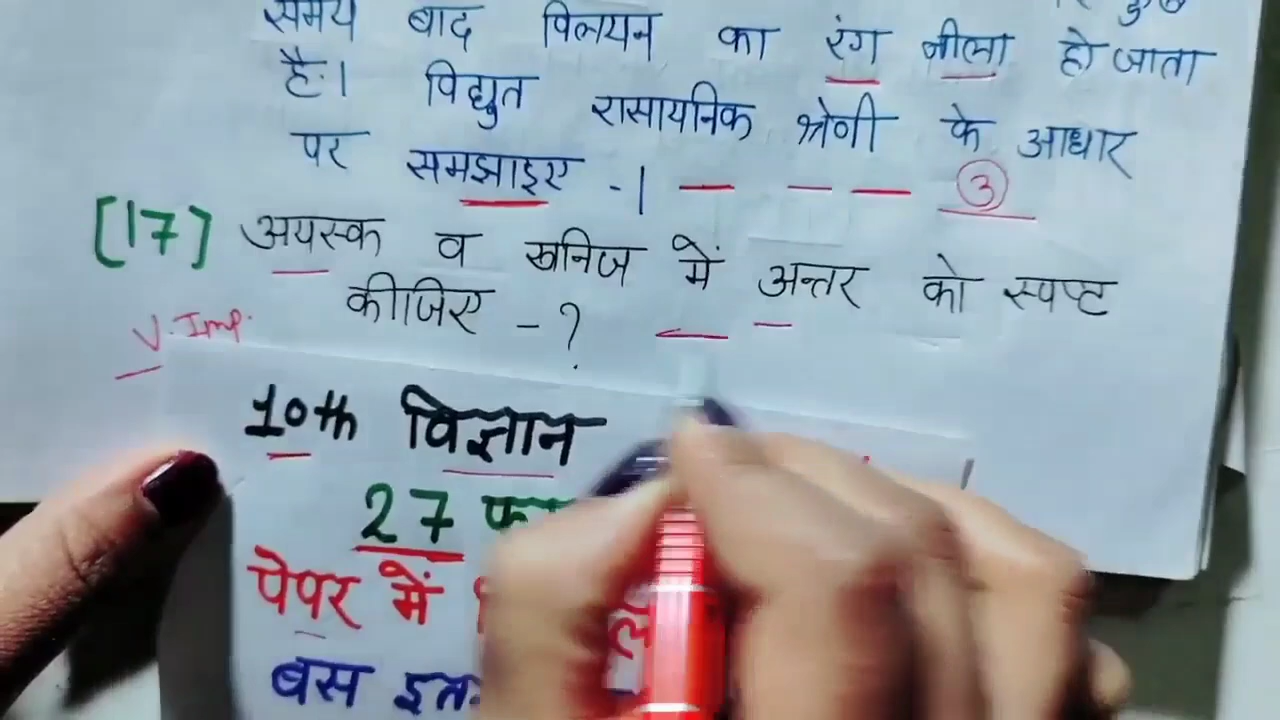 समय बाद विलयन का रंग नीला हो जाता
है। विद्युत रासायनिक श्रेणी के आधार
पर समझाइए -। 3
[17] अयस्क व खनिज में अन्तर को स्पष्ट
कीजिए - ?
V. Imp.
10th विज्ञान
27
पेपर में
बस